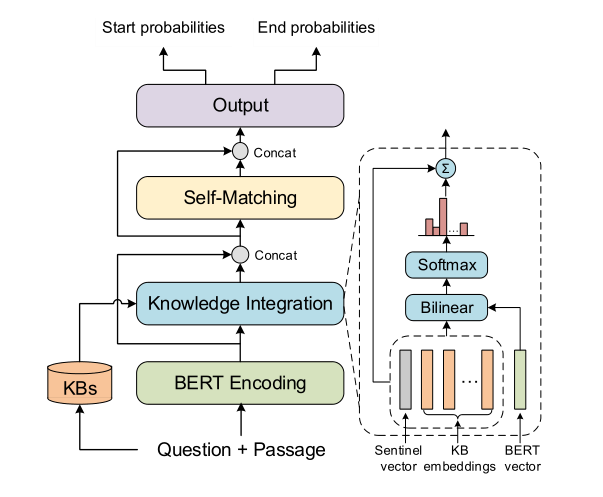 Start probabilities
End probabilities
Output
Concat
Self-Matching
Concat
Knowledge Integration
KBs
BERT Encoding
Question + Passage
Σ
...
Softmax
Bilinear
...
Sentinel
vector
KB
embeddings
BERT
vector